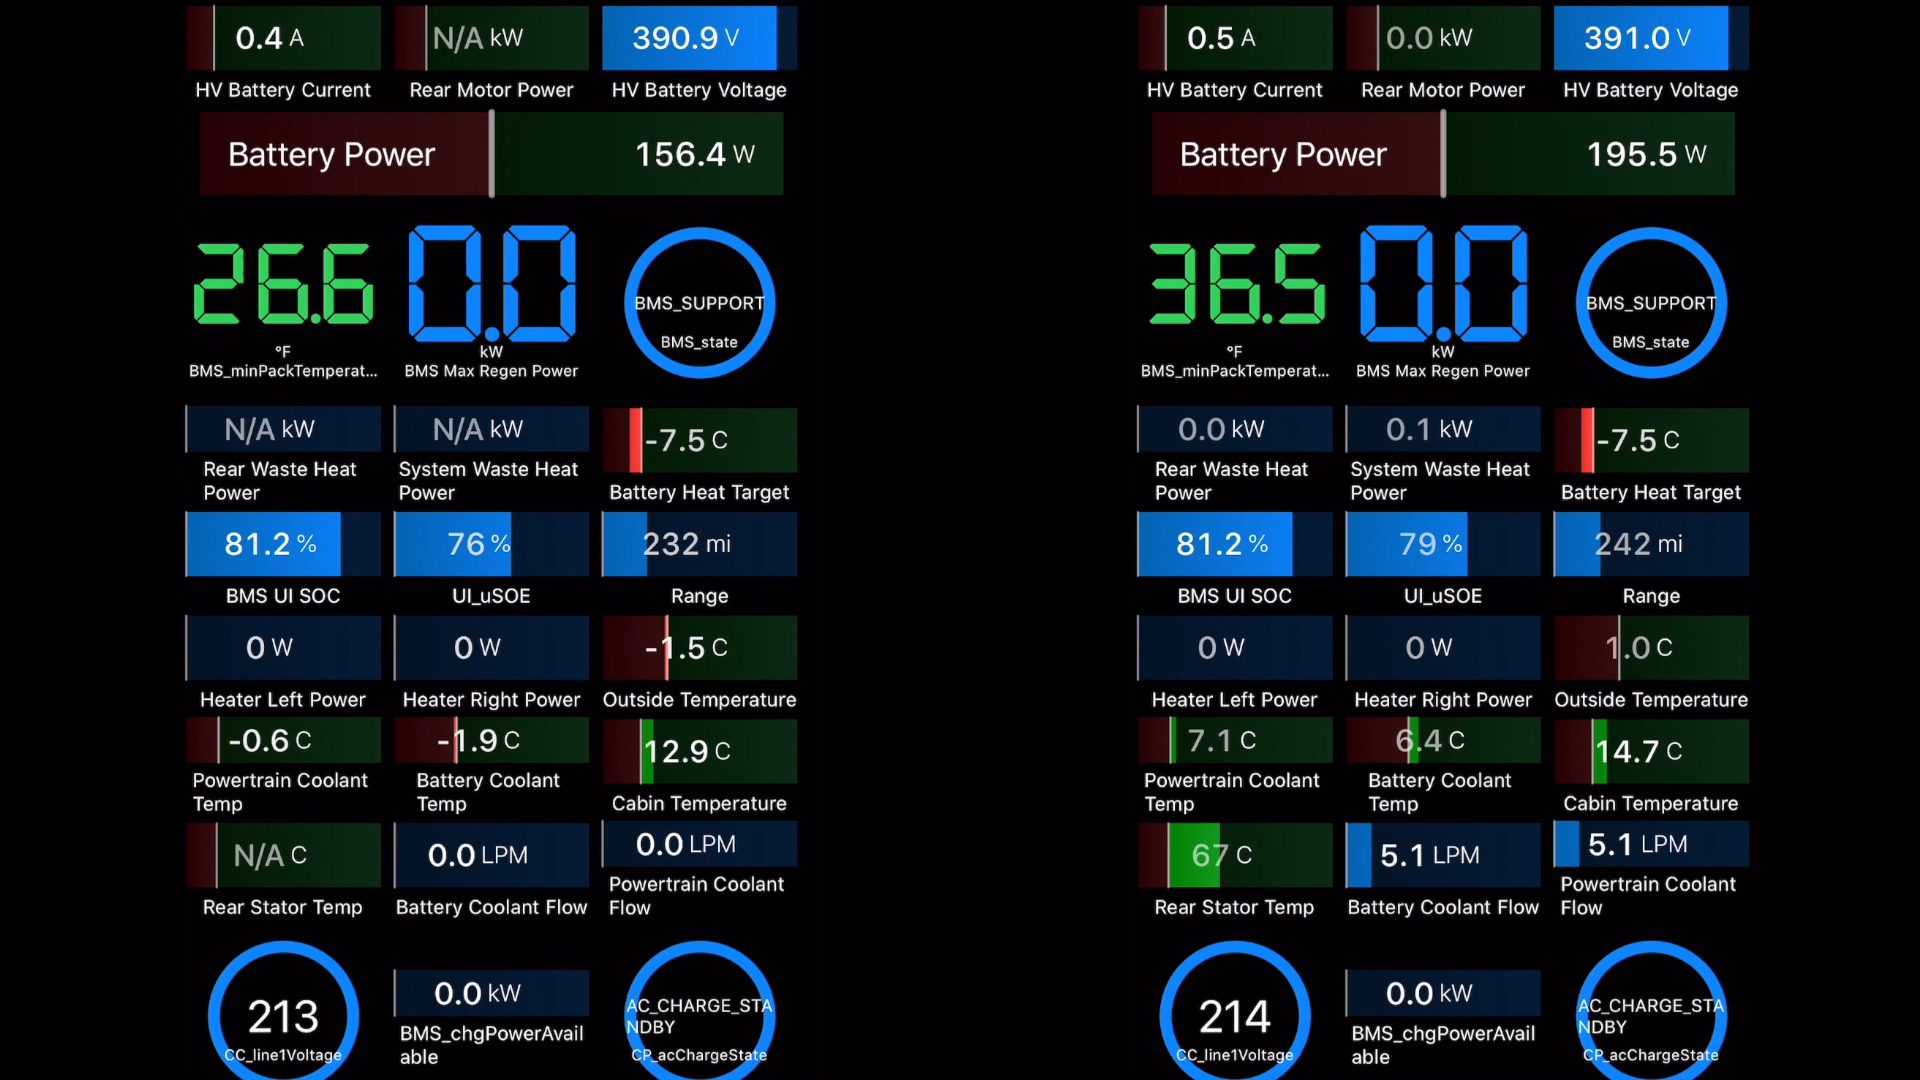 0.4 A
N/A kW
390.9 V
HV Battery Current
Rear Motor Power
HV Battery Voltage
Battery Power
156.4 W
26.6
0.0
BMS_SUPPORT
BMS_state
°F
kW
BMS_minPackTemperat...
BMS Max Regen Power
N/A kW
N/A kW
-7.5 C
Rear Waste Heat
Power
System Waste Heat
Power
Battery Heat Target
81.2 %
76 %
232 mi
BMS UI SOC
UI_uSOE
Range
0 W
0 W
-1.5 C
Heater Left Power
Heater Right Power
Outside Temperature
-0.6 C
-1.9 C
12.9 C
Powertrain Coolant
Temp
Battery Coolant
Temp
Cabin Temperature
N/A C
0.0 LPM
0.0 LPM
Rear Stator Temp
Battery Coolant Flow
Powertrain Coolant
Flow
213
CC_line1Voltage
0.0 kW
BMS_chgPowerAvail
able
AC_CHARGE_STA
NDBY
CP_acChargeState
0.5 A
0.0 kW
391.0 V
HV Battery Current
Rear Motor Power
HV Battery Voltage
Battery Power
195.5 W
36.5
0.0
BMS_SUPPORT
BMS_state
°F
kW
BMS_minPackTemperat...
BMS Max Regen Power
0.0 kW
0.1 kW
-7.5 C
Rear Waste Heat
Power
System Waste Heat
Power
Battery Heat Target
81.2 %
79 %
242 mi
BMS UI SOC
UI_uSOE
Range
0 W
0 W
1.0 C
Heater Left Power
Heater Right Power
Outside Temperature
7.1 C
6.4 C
14.7 C
Powertrain Coolant
Temp
Battery Coolant
Temp
Cabin Temperature
67 C
5.1 LPM
5.1 LPM
Rear Stator Temp
Battery Coolant Flow
Powertrain Coolant
Flow
214
CC_line1Voltage
0.0 kW
BMS_chgPowerAvail
able
AC_CHARGE_STA
NDBY
CP_acChargeState